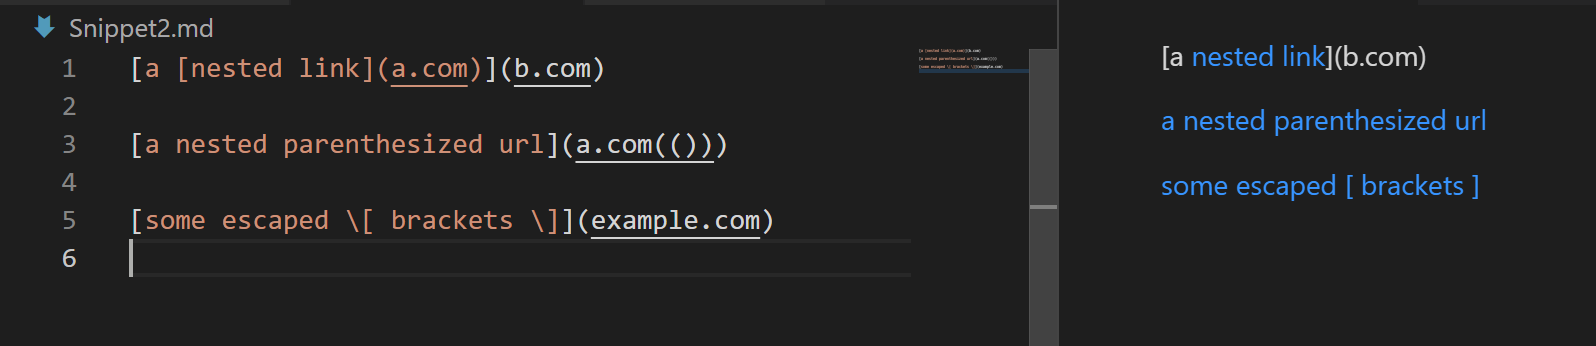 Snippet2.md
1 [a [nested link](a.com)](b.com)
2
3 [a nested parenthesized url](a.com(()))
4
5 [some escaped \[ brackets \]](example.com)
6
[a nested link](b.com)
a nested parenthesized url
some escaped [ brackets ]